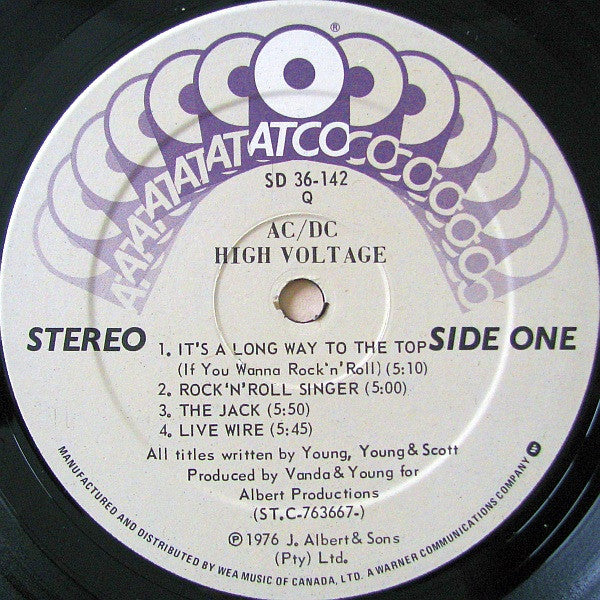 ®
ATATATATATATATCOCOCOCOCOCOCO
SD 36-142
Q
AC/DC
HIGH VOLTAGE
STEREO
SIDE ONE
1. IT'S A LONG WAY TO THE TOP
(If You Wanna Rock'n'Roll) (5:10)
2. ROCK'N'ROLL SINGER (5:00)
3. THE JACK (5:50)
4. LIVE WIRE (5:45)
All titles written by Young, Young & Scott
Produced by Vanda & Young for
Albert Productions
(ST.C-763667-)
℗ 1976 J. Albert & Sons
(Pty) Ltd.
MANUFACTURED AND DISTRIBUTED BY WEA MUSIC OF CANADA, LTD. A WARNER COMMUNICATIONS COMPANY